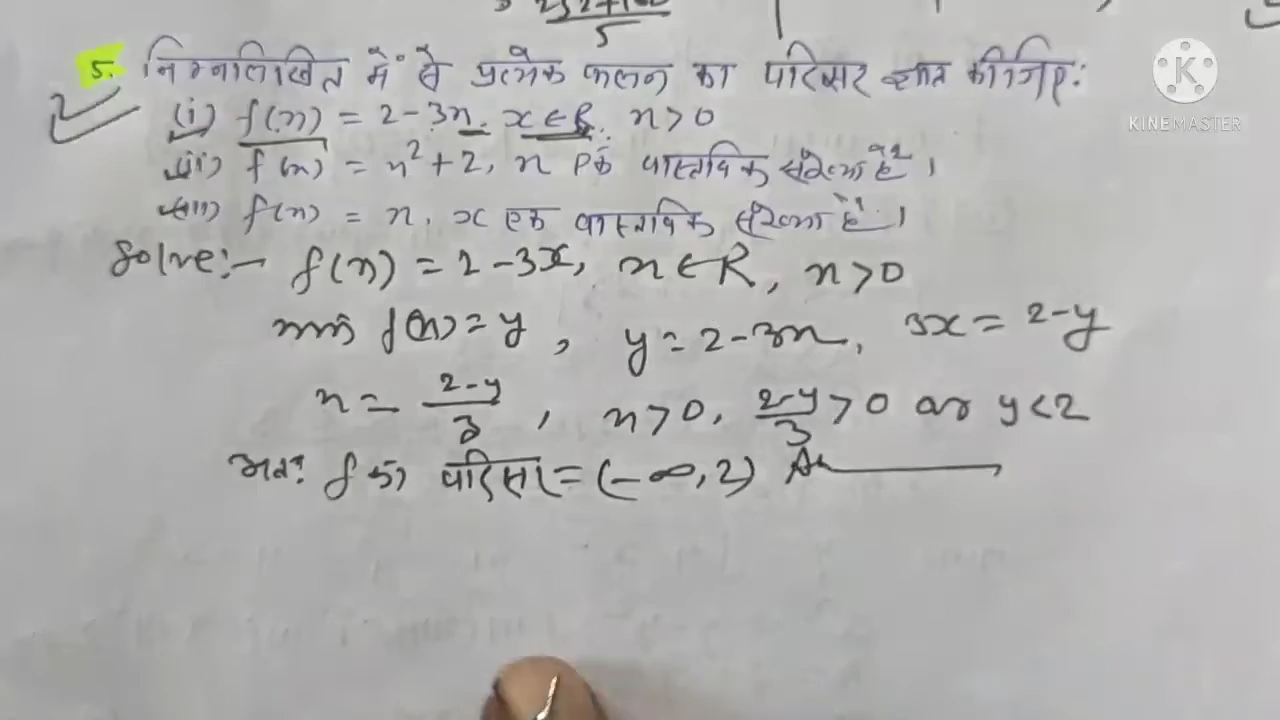 5
5. निम्नलिखित में से प्रत्येक फलन का परिसर ज्ञात कीजिए:
(i) f(x) = 2-3x, x∈R, x>0
(ii) f(x) = x²+2, x एक वास्तविक संख्या है।
(iii) f(x) = x, x एक वास्तविक संख्या है।
Solve:- f(x) = 2-3x, x∈R, x>0
माना f(x)=y, y=2-3x, 3x=2-y
x = 2-y/3, x>0, 2-y/3>0 or y<2
अतः f का परिसर = (-∞,2) Ans
KINEMASTER